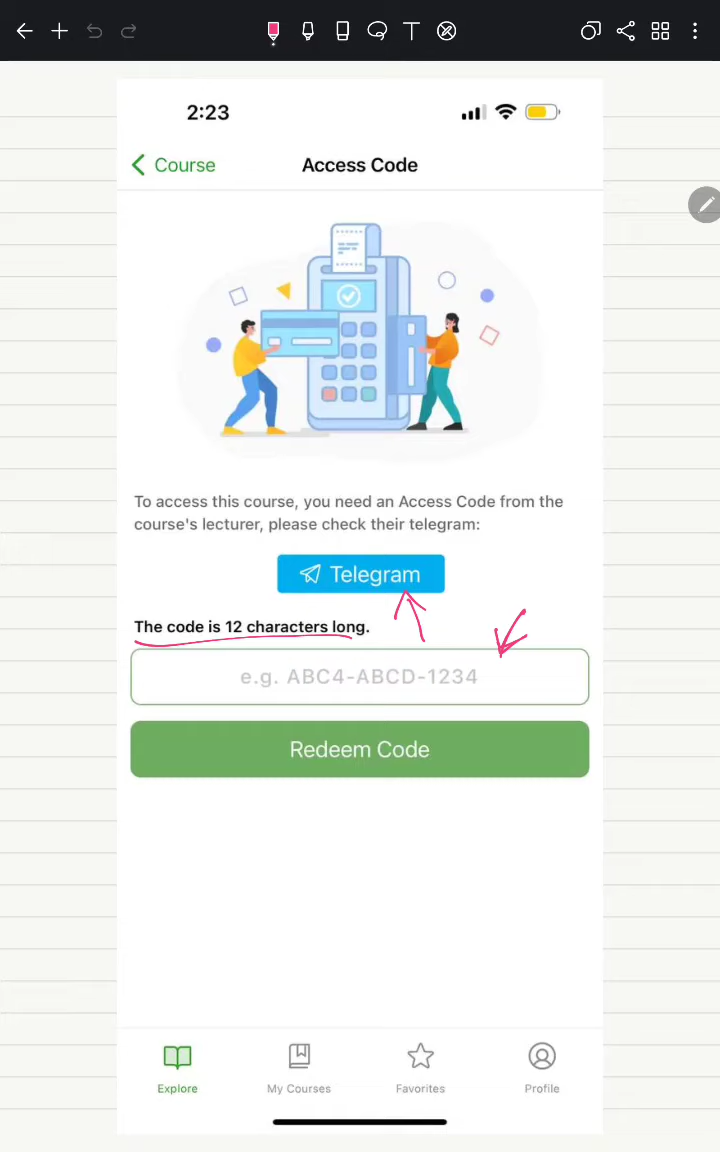 2:23
Course
Access Code
To access this course, you need an Access Code from the
course's lecturer, please check their telegram:
Telegram
The code is 12 characters long.
e.g. ABC4-ABCD-1234
Redeem Code
Explore
My Courses
Favorites
Profile